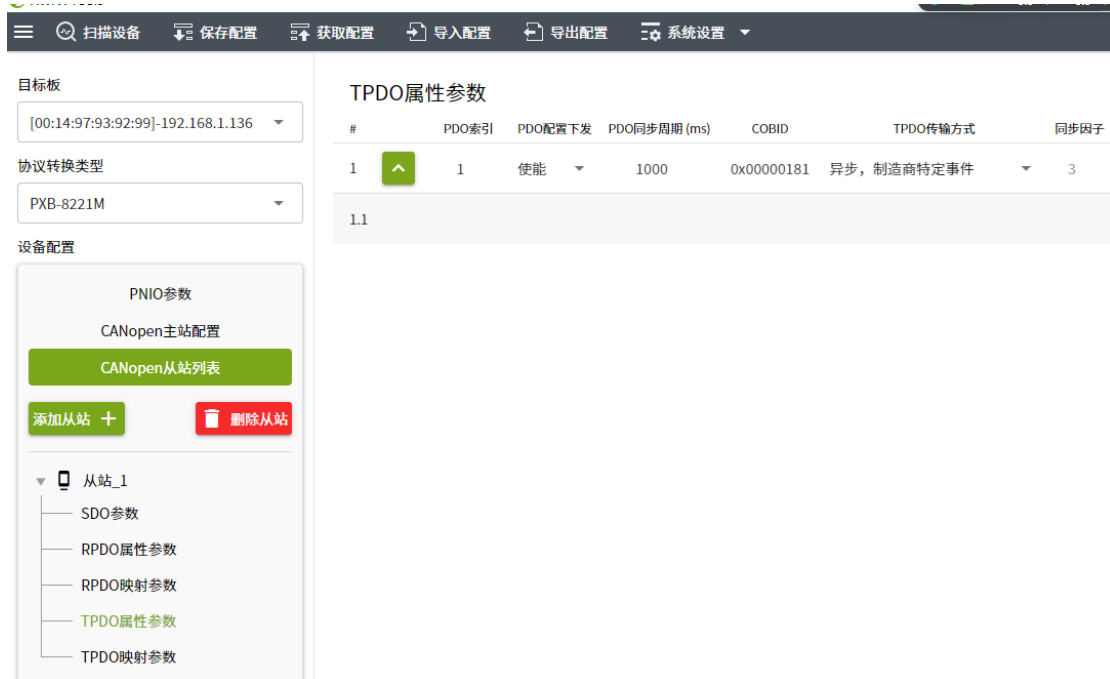 扫描设备 保存配置 获取配置 导入配置 导出配置 系统设置
目标板
[00:14:97:93:92:99]-192.168.1.136
协议转换类型
PXB-8221M
设备配置
PNIO参数
CANopen主站配置
CANopen从站列表
添加从站 删除从站
从站_1
SDO参数
RPDO属性参数
RPDO映射参数
TPDO属性参数
TPDO映射参数
TPDO属性参数
# PDO索引 PDO配置下发 PDO同步周期 (ms) COBID TPDO传输方式 同步因子
1 1 使能 1000 0x00000181 异步，制造商特定事件 3
1.1